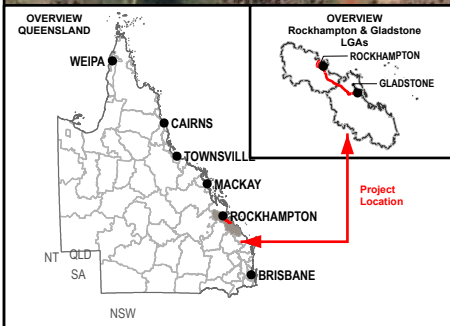 OVERVIEW
QUEENSLAND
WEIPA
CAIRNS
TOWNSVILLE
MACKAY
ROCKHAMPTON
BRISBANE
NT
QLD
SA
NSW
OVERVIEW
Rockhampton & Gladstone
LGAs
ROCKHAMPTON
GLADSTONE
Project
Location